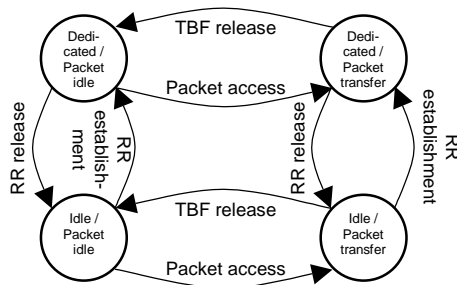 TBF release
Dedi-
cated /
Packet
idle
Dedi-
cated /
Packet
transfer
Packet access
RR release
RR
establish-
ment
RR release
RR
establishment
TBF release
Idle /
Packet
idle
Idle /
Packet
transfer
Packet access